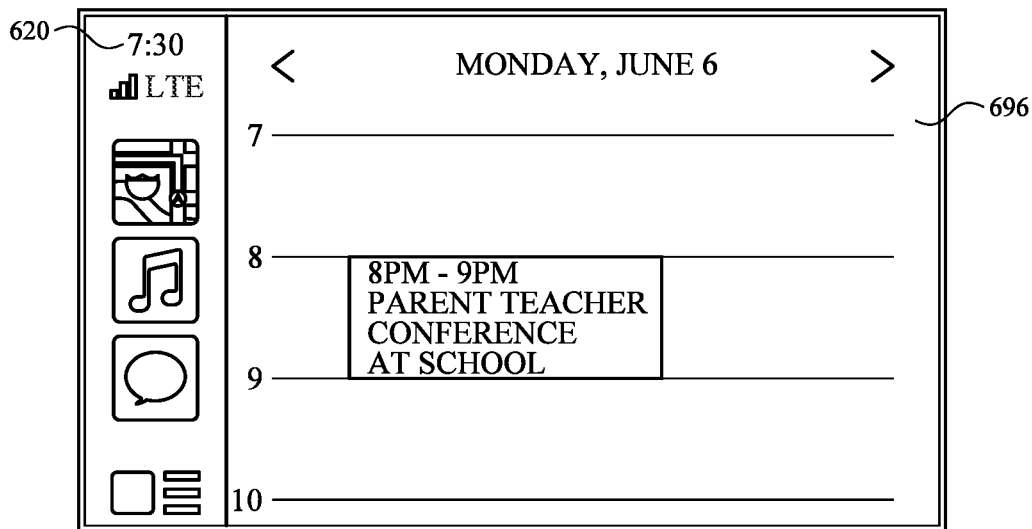 620
7:30
LTE
< MONDAY, JUNE 6 >
696
7
8
8PM - 9PM
PARENT TEACHER
CONFERENCE
AT SCHOOL
9
10